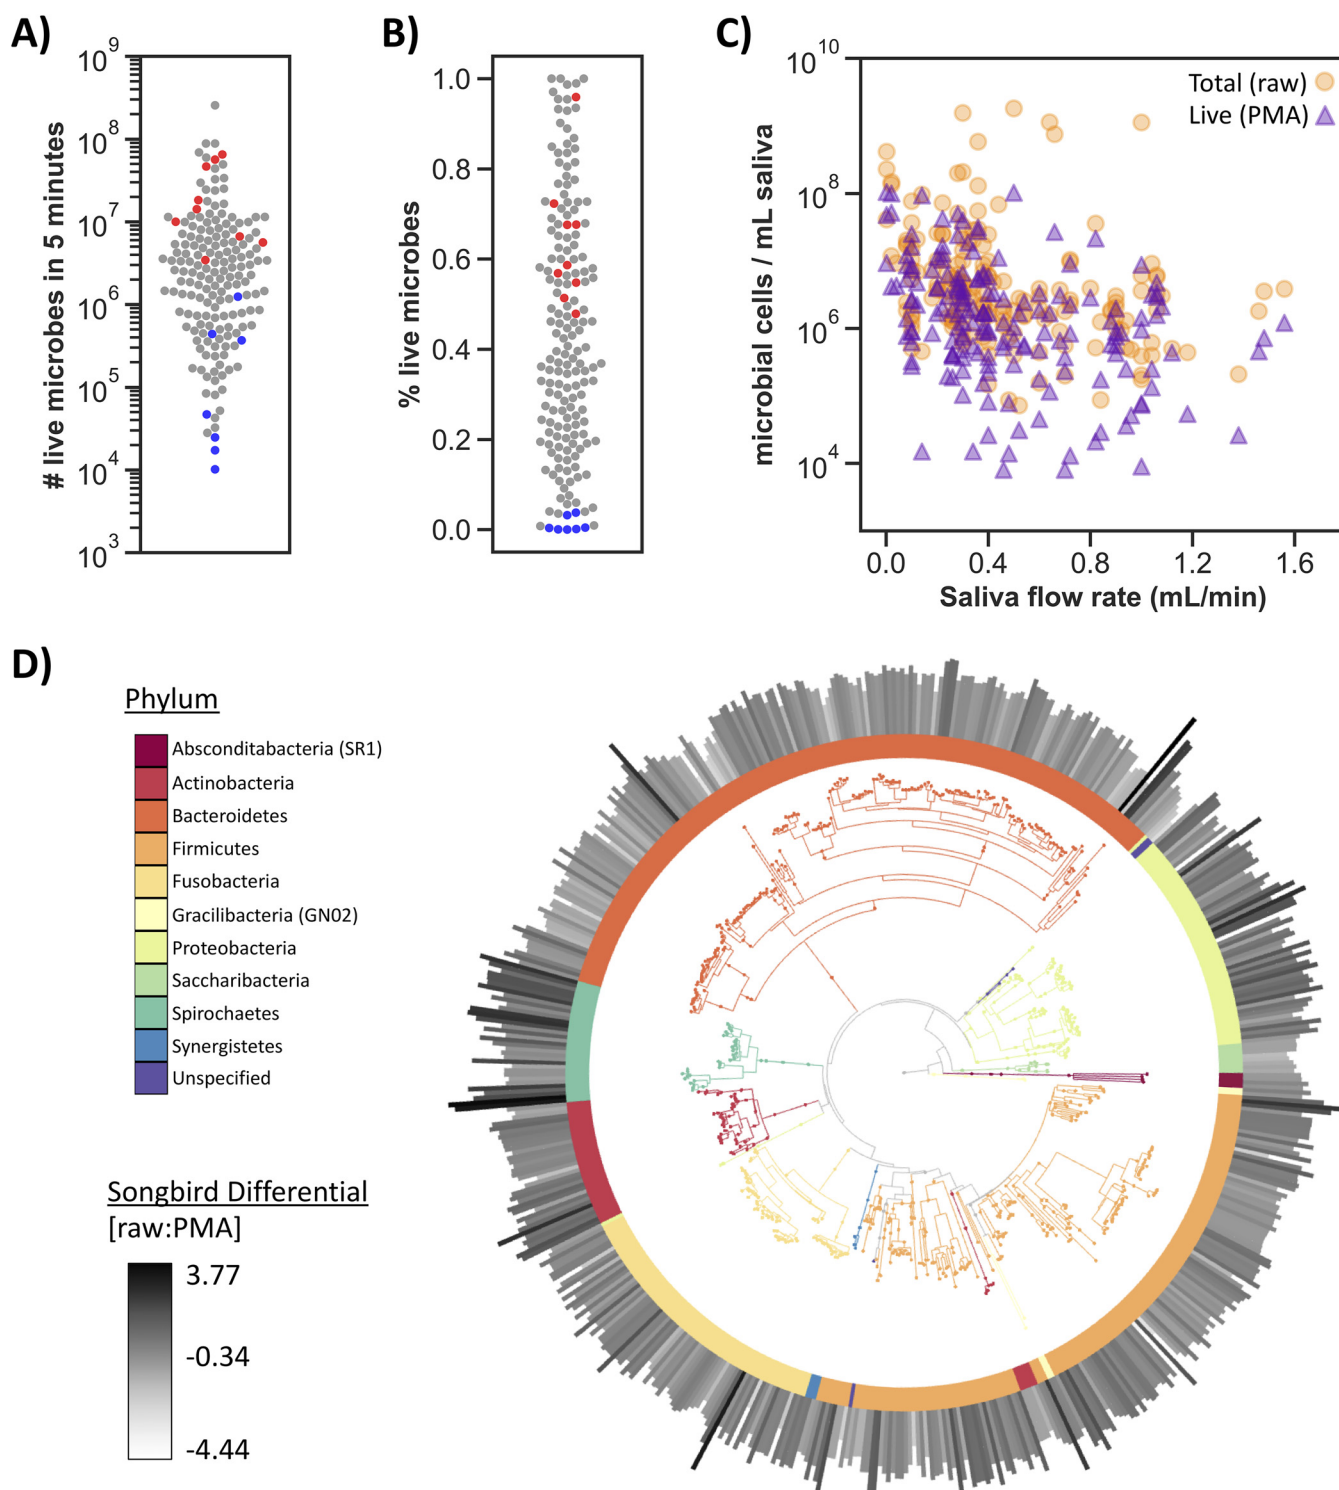 A)
B)
C)
# live microbes in 5 minutes
10^9
10^8
10^7
10^6
10^5
10^4
10^3
% live microbes
1.0
0.8
0.6
0.4
0.2
0.0
microbial cells / mL saliva
10^10
10^8
10^6
10^4
Total (raw)
Live (PMA)
0.0 0.4 0.8 1.2 1.6
Saliva flow rate (mL/min)
D)
Phylum
Absconditabacteria (SR1)
Actinobacteria
Bacteroidetes
Firmicutes
Fusobacteria
Gracilibacteria (GN02)
Proteobacteria
Saccharibacteria
Spirochaetes
Synergistetes
Unspecified
Songbird Differential
[raw:PMA]
3.77
-0.34
-4.44